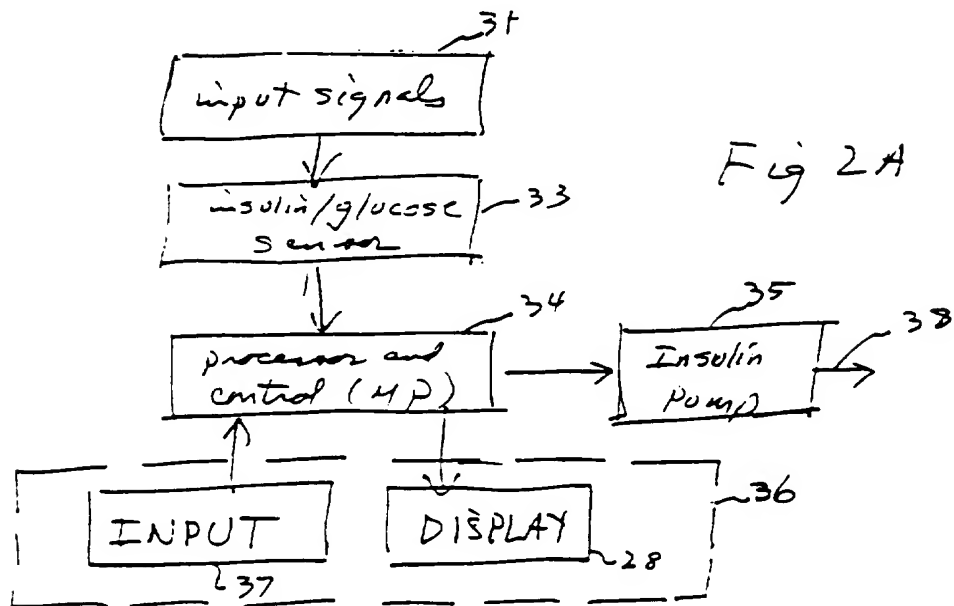 31
input signals
Fig 2A
insulin/glucose
sensor
33
34
processor and
control (MP)
35
Insulin
Pump
38
36
INPUT
DISPLAY
37
28